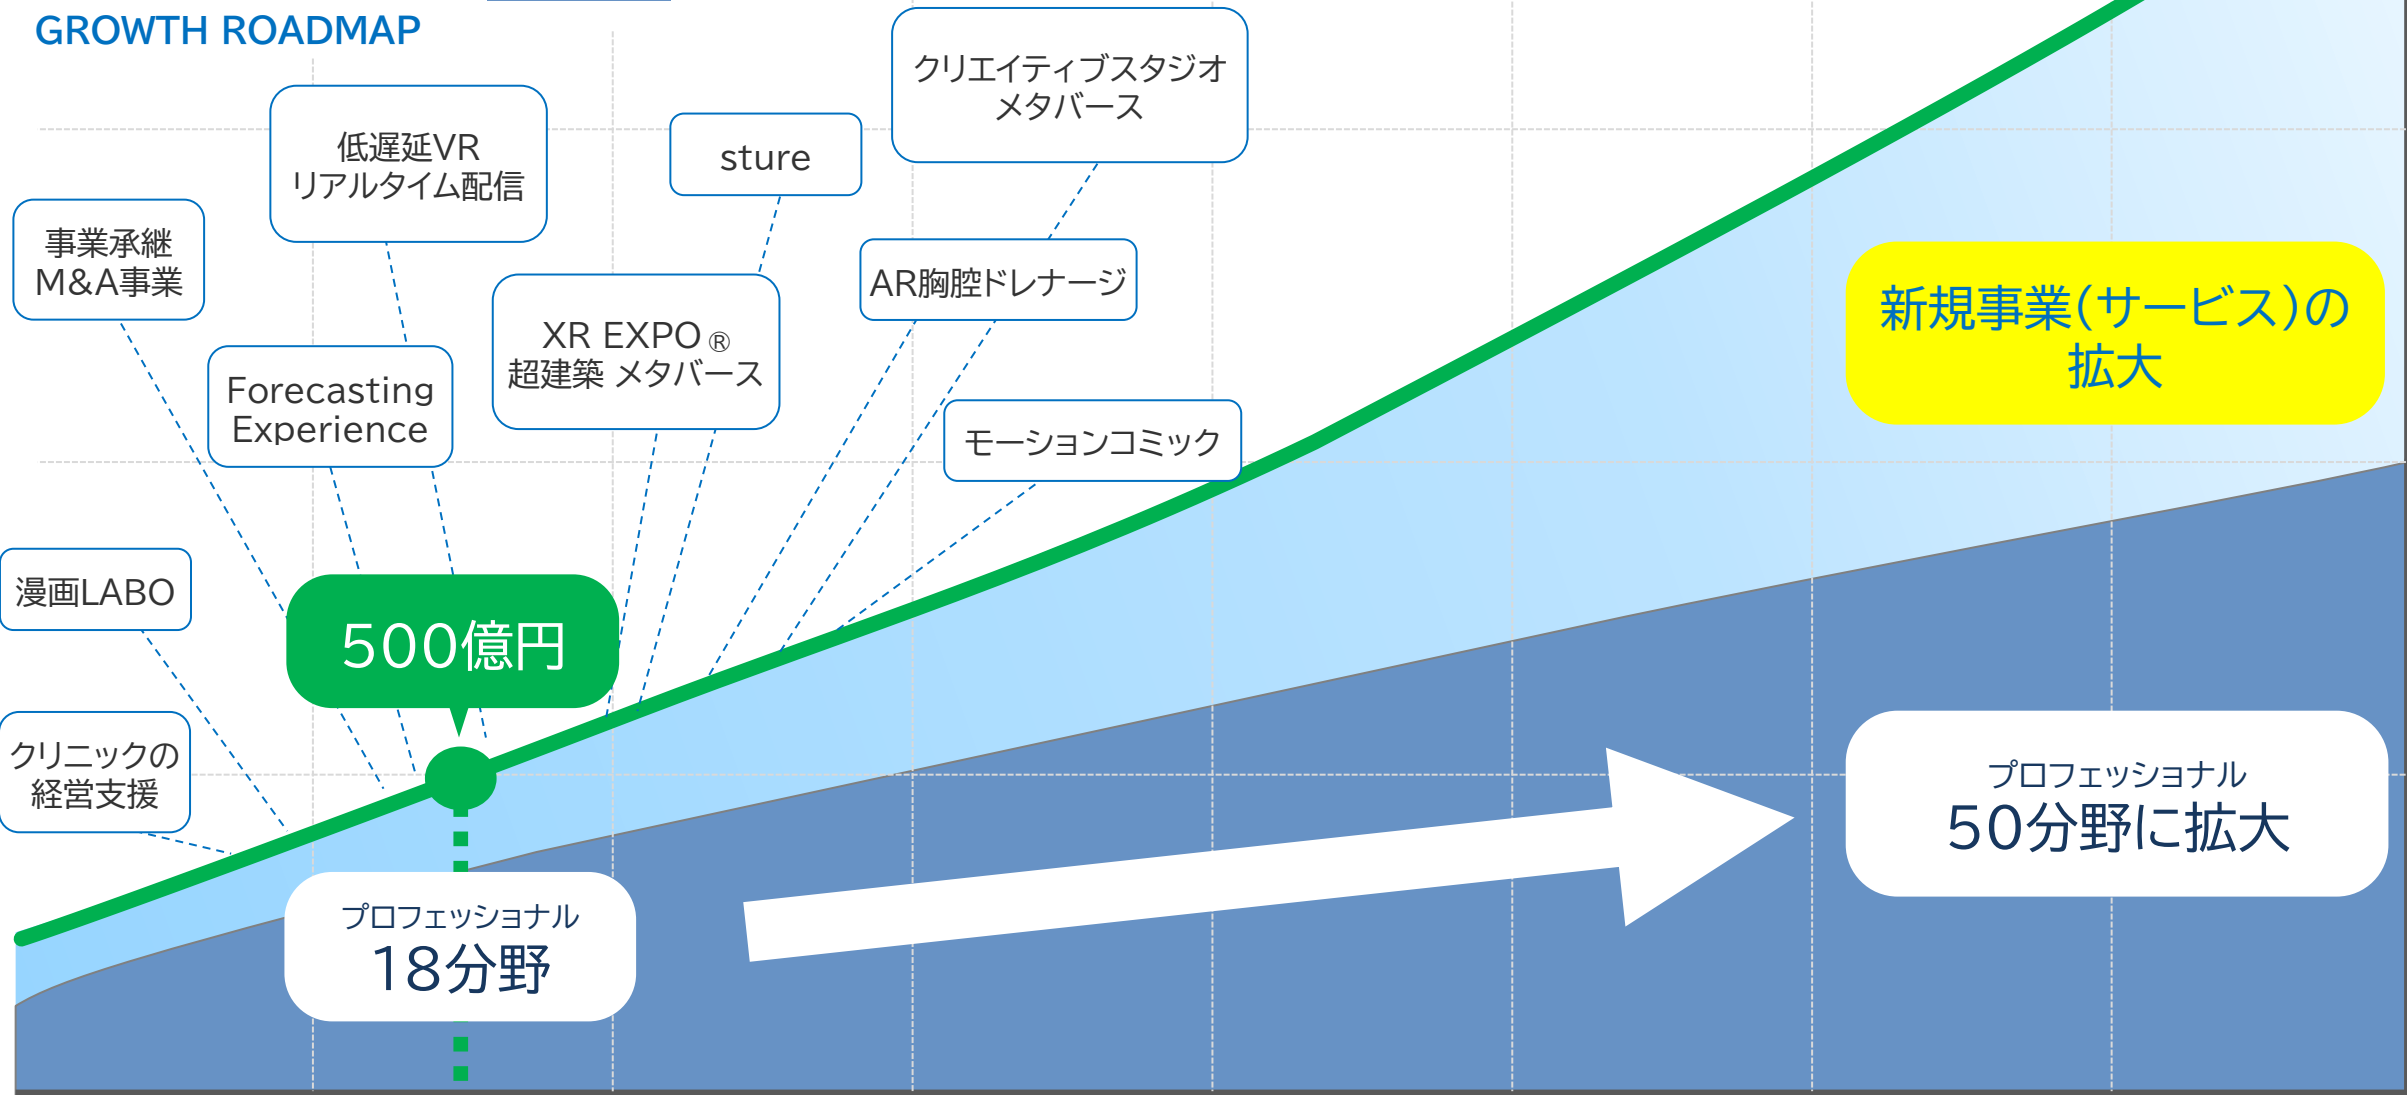 GROWTH ROADMAP
クリエイティブスタジオ
メタバース
低遅延VR
リアルタイム配信
sture
事業承継
M&A事業
AR胸腔ドレナージ
XR EXPO®
超建築 メタバース
Forecasting
Experience
モーションコミック
新規事業（サービス）の
拡大
漫画LABO
500億円
クリニックの
経営支援
プロフェッショナル
18分野
プロフェッショナル
50分野に拡大